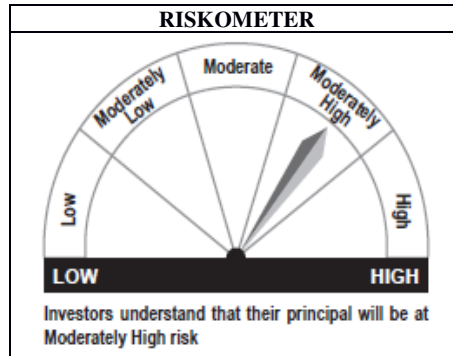 RISKOMETER
Moderate
Moderately
Low
Moderately
High
Low
High
LOW HIGH
Investors understand that their principal will be at
Moderately High risk